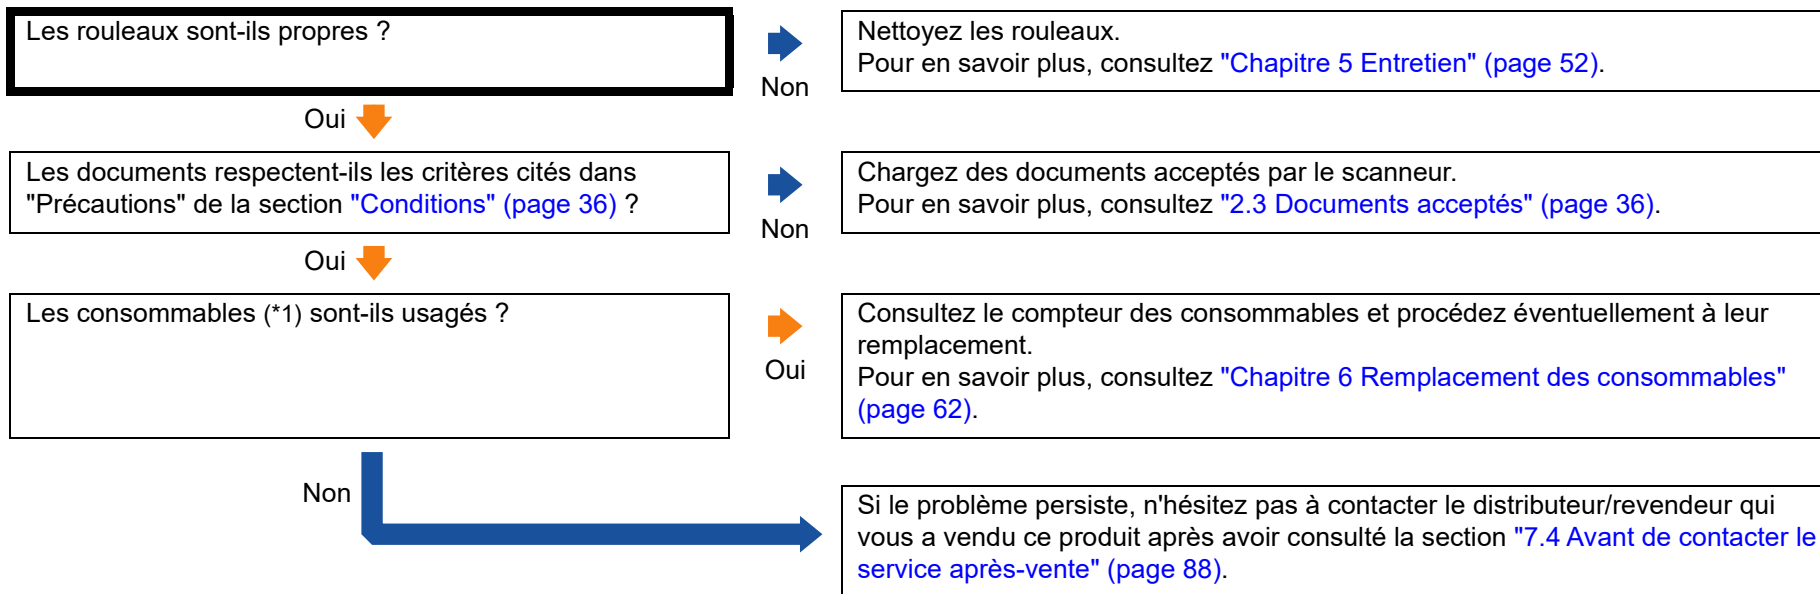 Les rouleaux sont-ils propres ?
Non
Nettoyez les rouleaux.
Pour en savoir plus, consultez "Chapitre 5 Entretien" (page 52).
Oui
Les documents respectent-ils les critères cités dans
"Précautions" de la section "Conditions" (page 36) ?
Non
Chargez des documents acceptés par le scanneur.
Pour en savoir plus, consultez "2.3 Documents acceptés" (page 36).
Oui
Les consommables (*1) sont-ils usagés ?
Oui
Consultez le compteur des consommables et procédez éventuellement à leur
remplacement.
Pour en savoir plus, consultez "Chapitre 6 Remplacement des consommables"
(page 62).
Non
Si le problème persiste, n'hésitez pas à contacter le distributeur/revendeur qui
vous a vendu ce produit après avoir consulté la section "7.4 Avant de contacter le
service après-vente" (page 88).